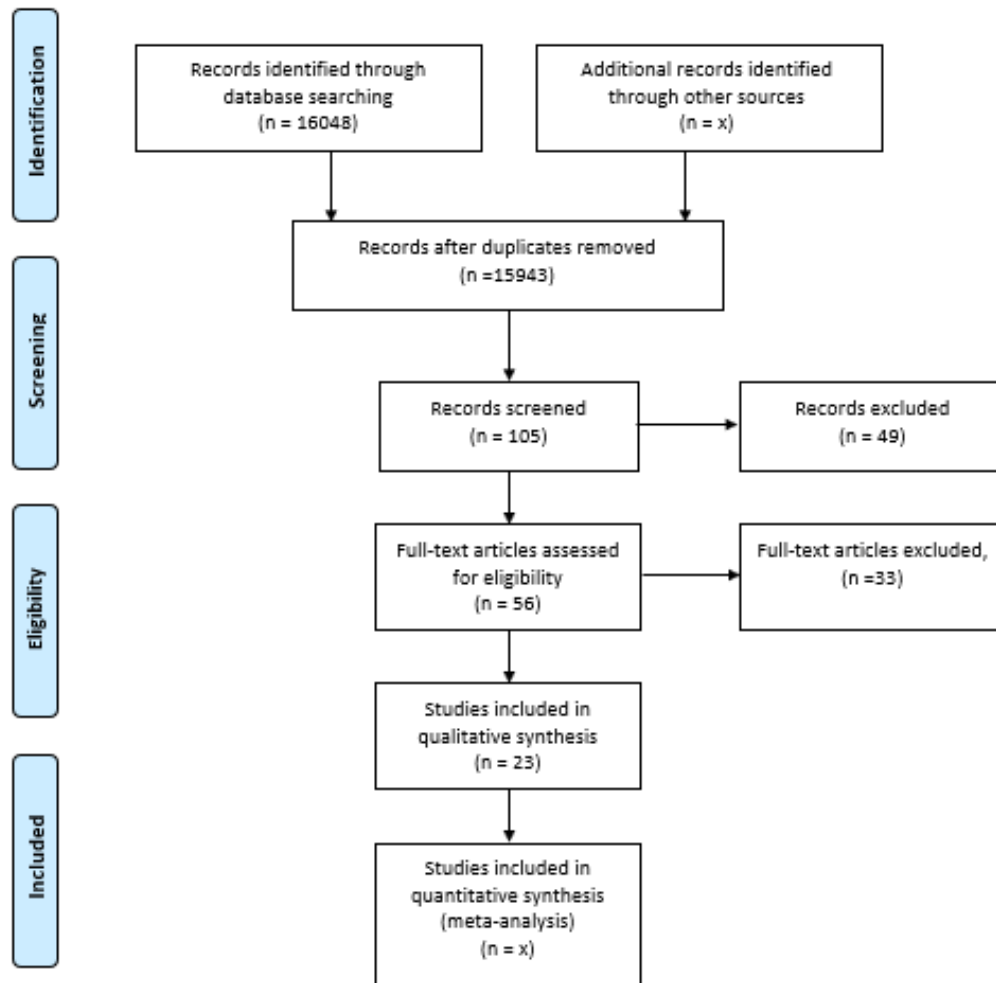 Identification
Records identified through
database searching
(n = 16048)
Additional records identified
through other sources
(n = x)
Records after duplicates removed
(n =15943)
Screening
Records screened
(n = 105)
Records excluded
(n = 49)
Eligibility
Full-text articles assessed
for eligibility
(n = 56)
Full-text articles excluded,
(n =33)
Studies included in
qualitative synthesis
(n = 23)
Included
Studies included in
quantitative synthesis
(meta-analysis)
(n = x)